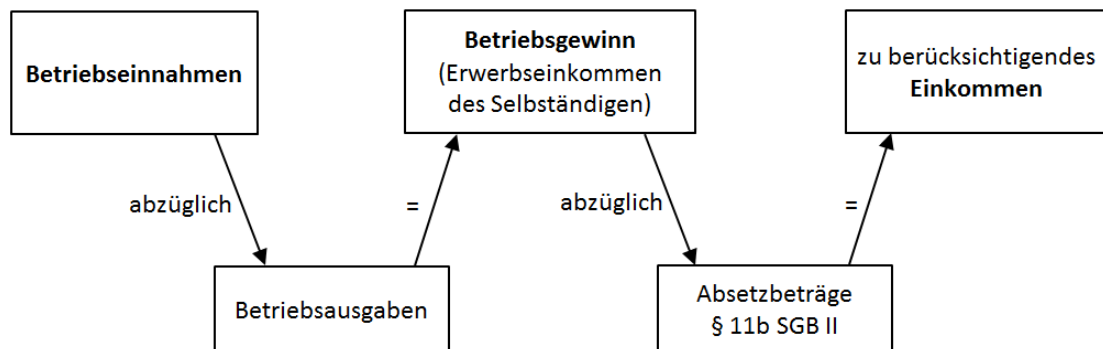 Betriebseinnahmen
abzüglich
Betriebsausgaben
=
Betriebsgewinn
(Erwerbseinkommen
des Selbständigen)
abzüglich
Absetzbeträge
§ 11b SGB II
=
zu berücksichtigendes
Einkommen